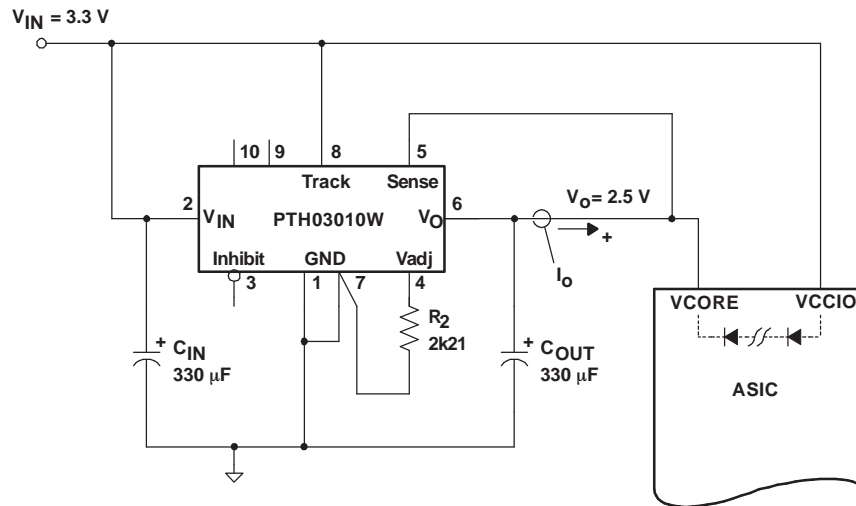 VIN = 3.3 V
10 9 8 5
Track Sense
2 VIN PTH03010W VO 6
Vo = 2.5 V
+
Io
Inhibit GND Vadj
3 1 7 4
R2
2k21
+ CIN
330 µF
+ COUT
330 µF
VCORE VCCIO
ASIC